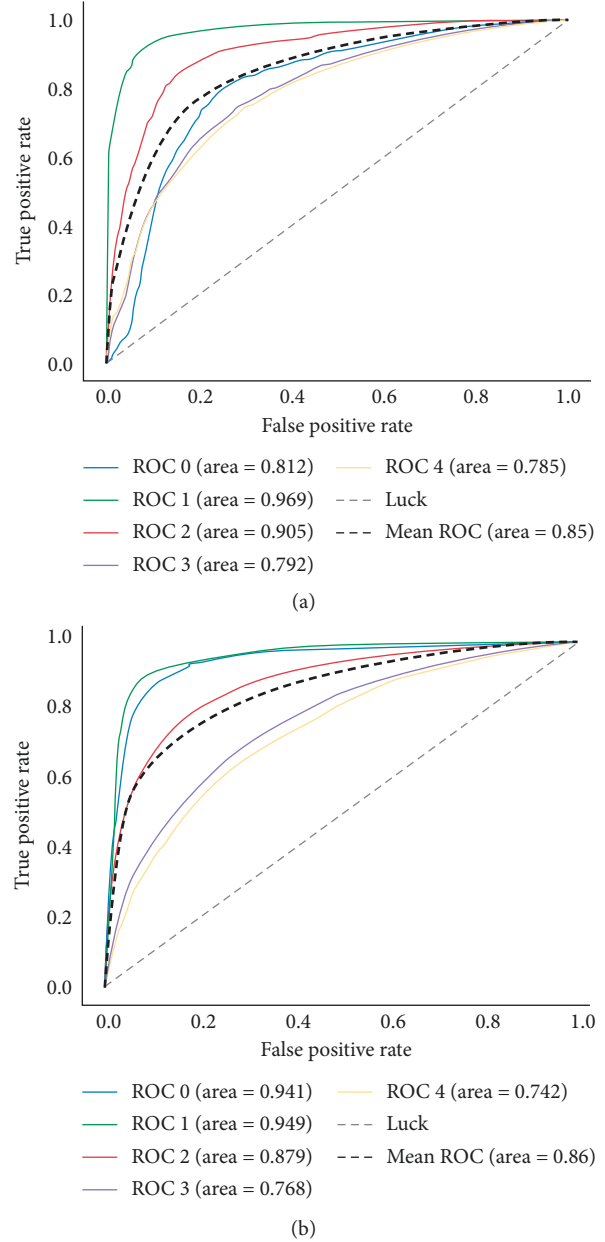 1.0
0.8
0.6
0.4
0.2
0.0
True positive rate
0.0 0.2 0.4 0.6 0.8 1.0
False positive rate
ROC 0 (area = 0.812)
ROC 1 (area = 0.969)
ROC 2 (area = 0.905)
ROC 3 (area = 0.792)
ROC 4 (area = 0.785)
Luck
Mean ROC (area = 0.85)
(a)
1.0
0.8
0.6
0.4
0.2
0.0
True positive rate
0.0 0.2 0.4 0.6 0.8 1.0
False positive rate
ROC 0 (area = 0.941)
ROC 1 (area = 0.949)
ROC 2 (area = 0.879)
ROC 3 (area = 0.768)
ROC 4 (area = 0.742)
Luck
Mean ROC (area = 0.86)
(b)